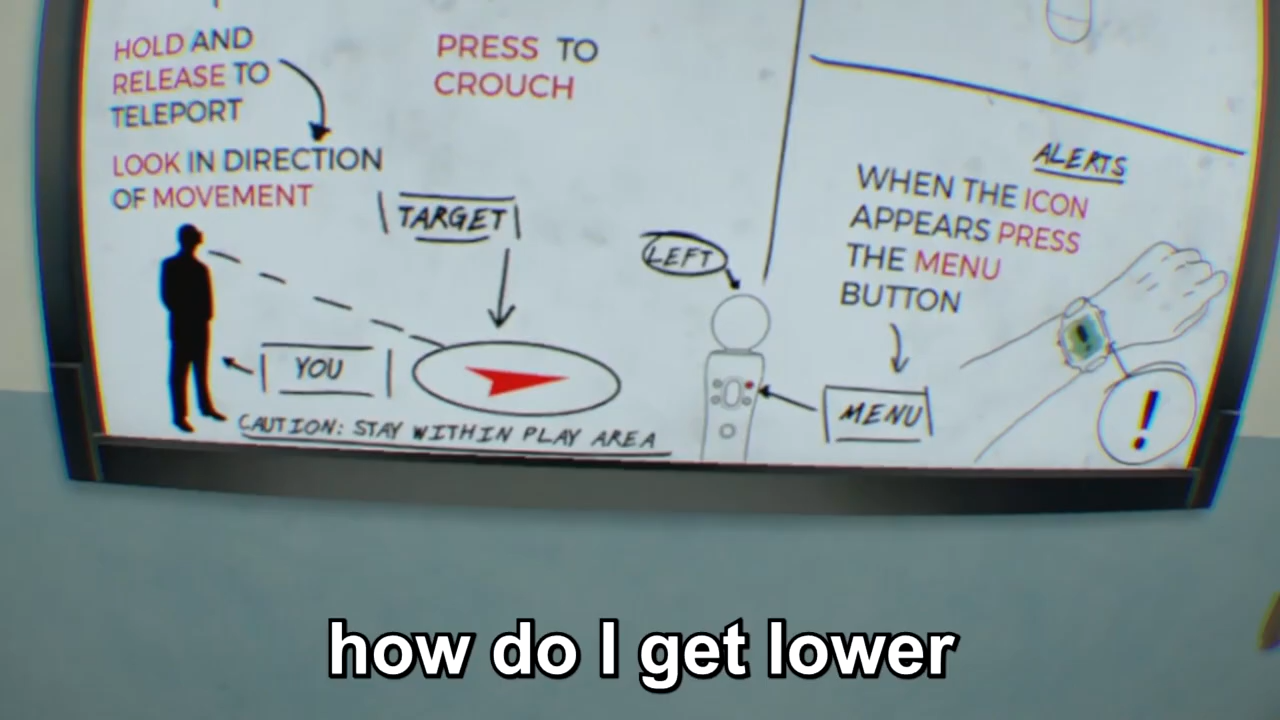 HOLD AND
RELEASE TO
TELEPORT
LOOK IN DIRECTION
OF MOVEMENT
PRESS TO
CROUCH
TARGET
YOU
CAUTION: STAY WITHIN PLAY AREA
LEFT
MENU
ALERTS
WHEN THE ICON
APPEARS PRESS
THE MENU
BUTTON
!
!
how do I get lower